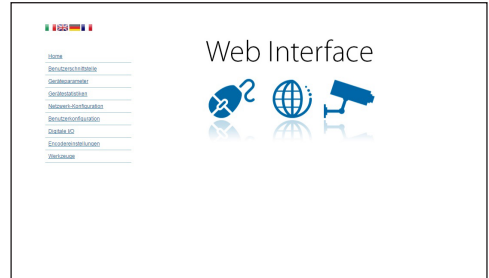 Web Interface
Home
Benutzerschnittstelle
Geräteparameter
Gerätestatistiken
Netzwerk-Konfiguration
Benutzerkonfiguration
Digitale I/O
Encodereinstellungen
Werkzeuge